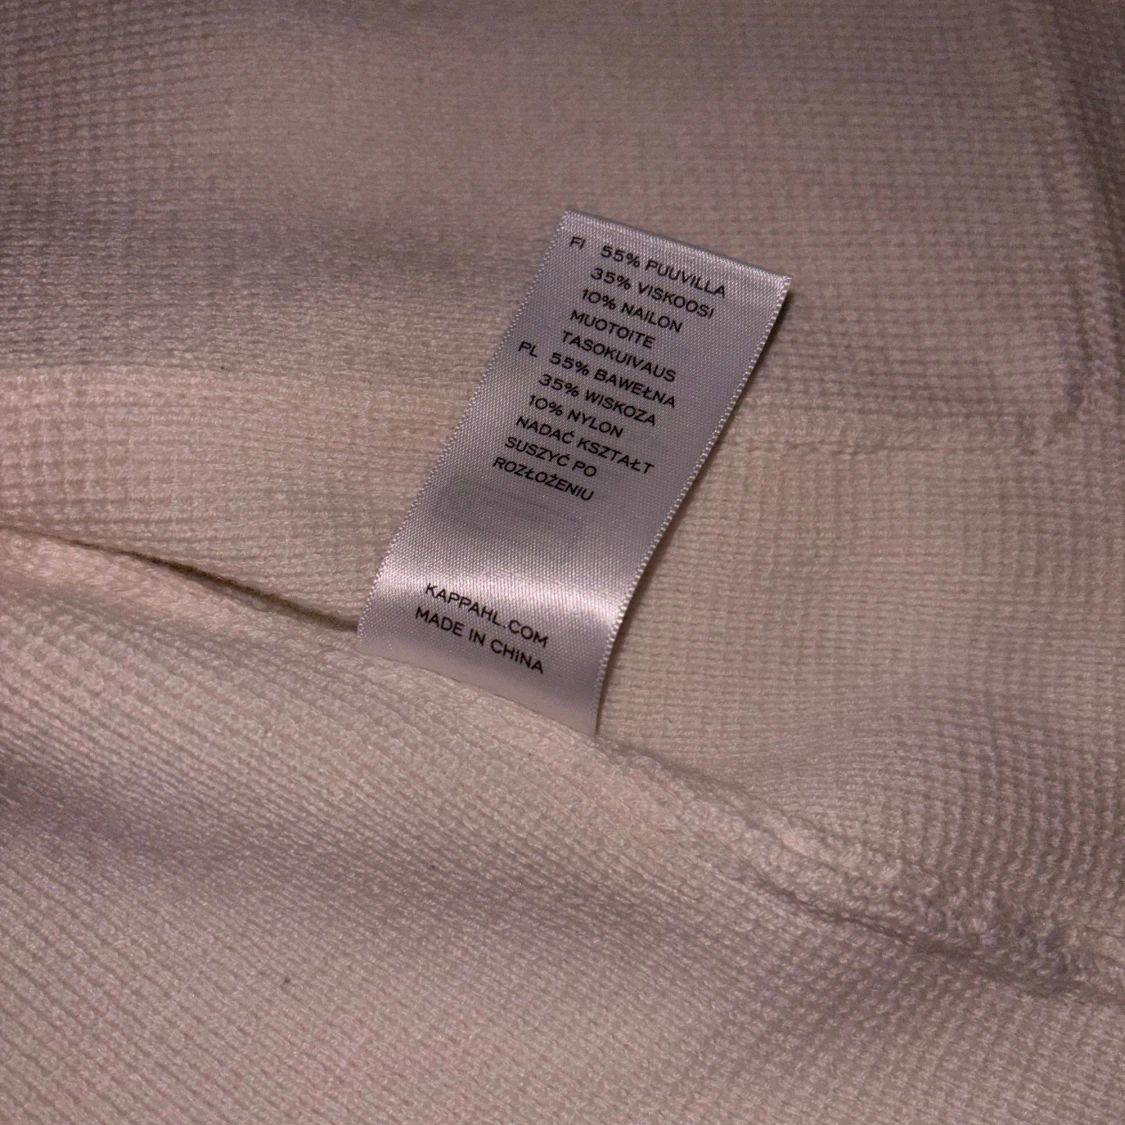 FI 55% PUUVILLA
35% VISKOOSI
10% NAILON
MUOTOITE
TASOKUIVAUS
PL 55% BAWEŁNA
35% WISKOZA
10% NYLON
NADAĆ KSZTAŁT
SUSZYĆ PO
ROZŁOŻENIU
KAPPAHL.COM
MADE IN CHINA